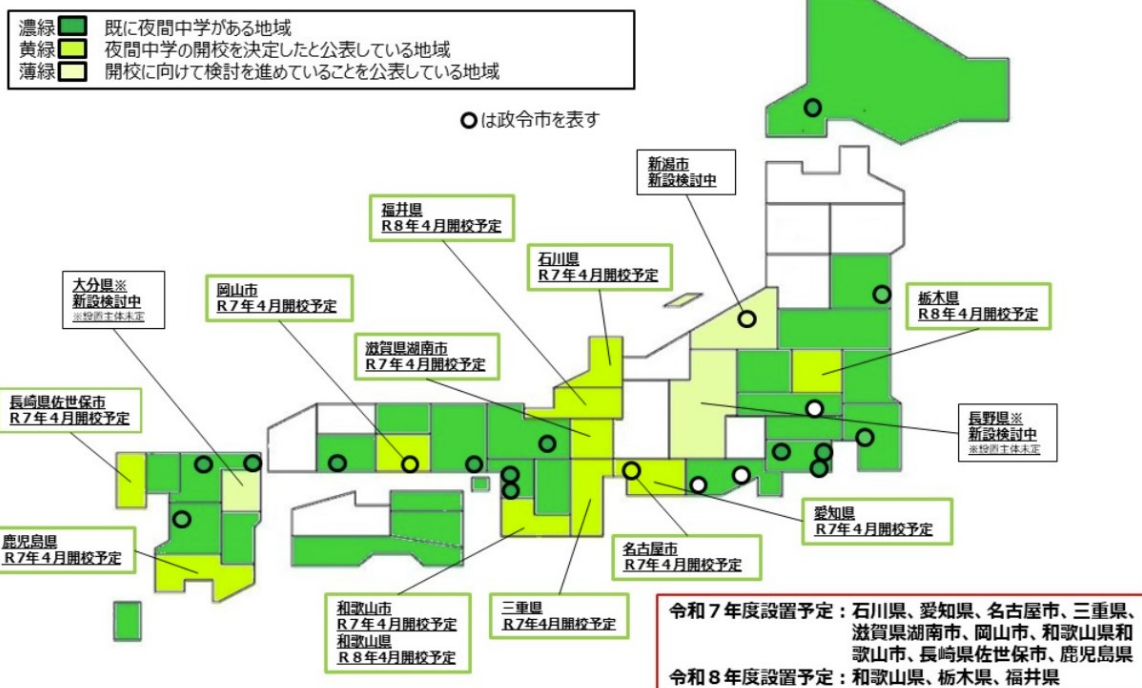 濃緑 既に夜間中学がある地域
黄緑 夜間中学の開校を決定したと公表している地域
薄緑 開校に向けて検討を進めていることを公表している地域
○は政令市を表す
新潟市
新設検討中
福井県
R8年4月開校予定
石川県
R7年4月開校予定
大分県※
新設検討中
※設置主体未定
岡山市
R7年4月開校予定
栃木県
R8年4月開校予定
滋賀県湖南市
R7年4月開校予定
長崎県佐世保市
R7年4月開校予定
長野県※
新設検討中
※設置主体未定
愛知県
R7年4月開校予定
鹿児島県
R7年4月開校予定
名古屋市
R7年4月開校予定
和歌山市
R7年4月開校予定
和歌山県
R8年4月開校予定
三重県
R7年4月開校予定
令和7年度設置予定：石川県、愛知県、名古屋市、三重県、
滋賀県湖南市、岡山市、和歌山県和
歌山市、長崎県佐世保市、鹿児島県
令和8年度設置予定：和歌山県、栃木県、福井県